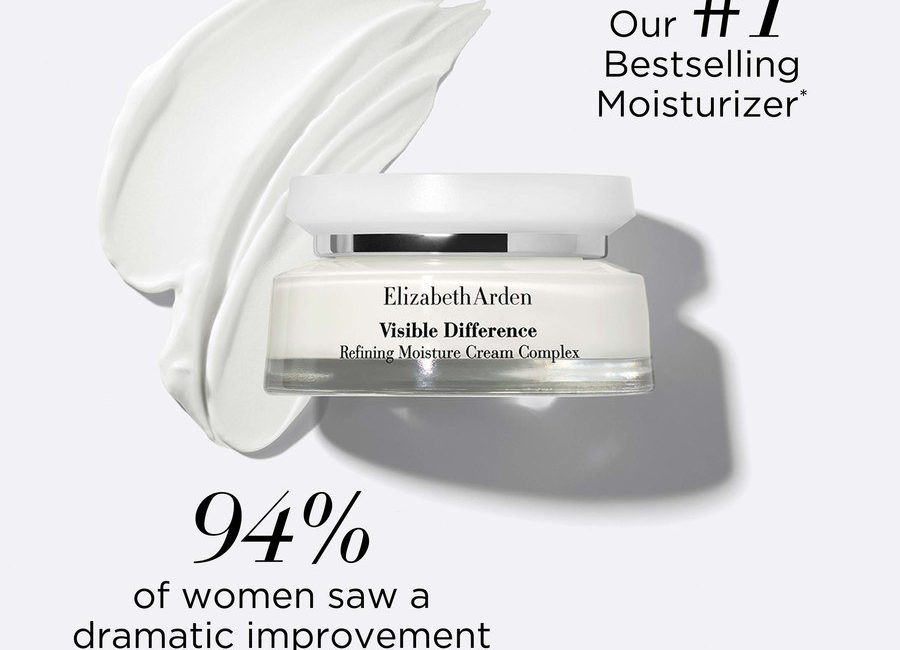 Our #1
Bestselling
Moisturizer*
ElizabethArden
Visible Difference
Refining Moisture Cream Complex
94%
of women saw a
dramatic improvement